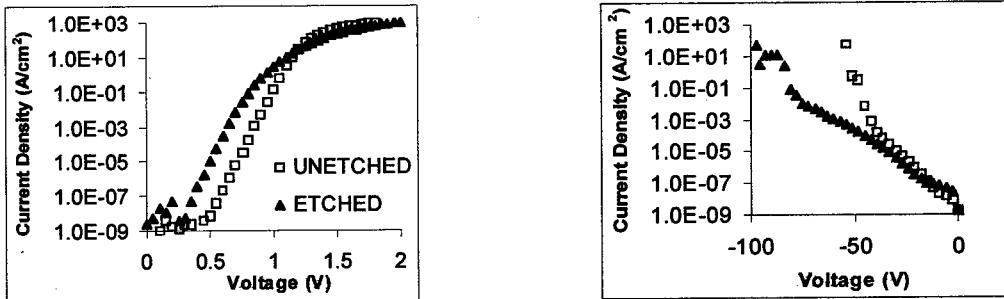 Current Density (A/cm²)
1.0E+03
1.0E+01
1.0E-01
1.0E-03
1.0E-05
1.0E-07
1.0E-09
0
0.5
1
1.5
2
Voltage (V)
UNETCHED
ETCHED
Current Density (A/cm²)
1.0E+03
1.0E+01
1.0E-01
1.0E-03
1.0E-05
1.0E-07
1.0E-09
-100
-50
0
Voltage (V)